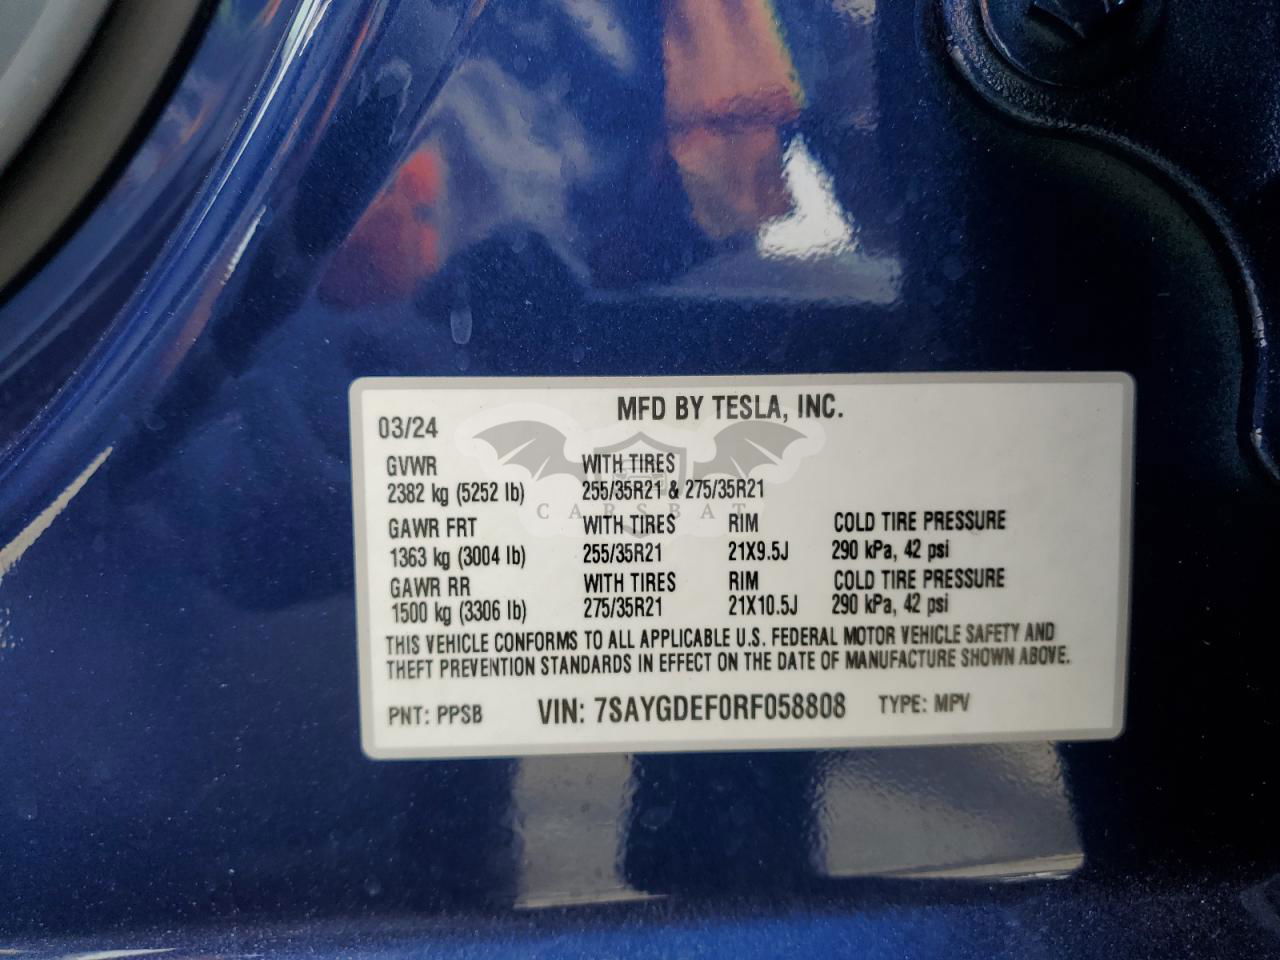 MFD BY TESLA, INC.
03/24
GVWR WITH TIRES
2382 kg (5252 lb) 255/35R21 & 275/35R21
CARSBAT
GAWR FRT WITH TIRES RIM COLD TIRE PRESSURE
1363 kg (3004 lb) 255/35R21 21X9.5J 290 kPa, 42 psi
GAWR RR WITH TIRES RIM COLD TIRE PRESSURE
1500 kg (3306 lb) 275/35R21 21X10.5J 290 kPa, 42 psi
THIS VEHICLE CONFORMS TO ALL APPLICABLE U.S. FEDERAL MOTOR VEHICLE SAFETY AND
THEFT PREVENTION STANDARDS IN EFFECT ON THE DATE OF MANUFACTURE SHOWN ABOVE.
PNT: PPSB VIN: 7SAYGDEF0RF058808 TYPE: MPV